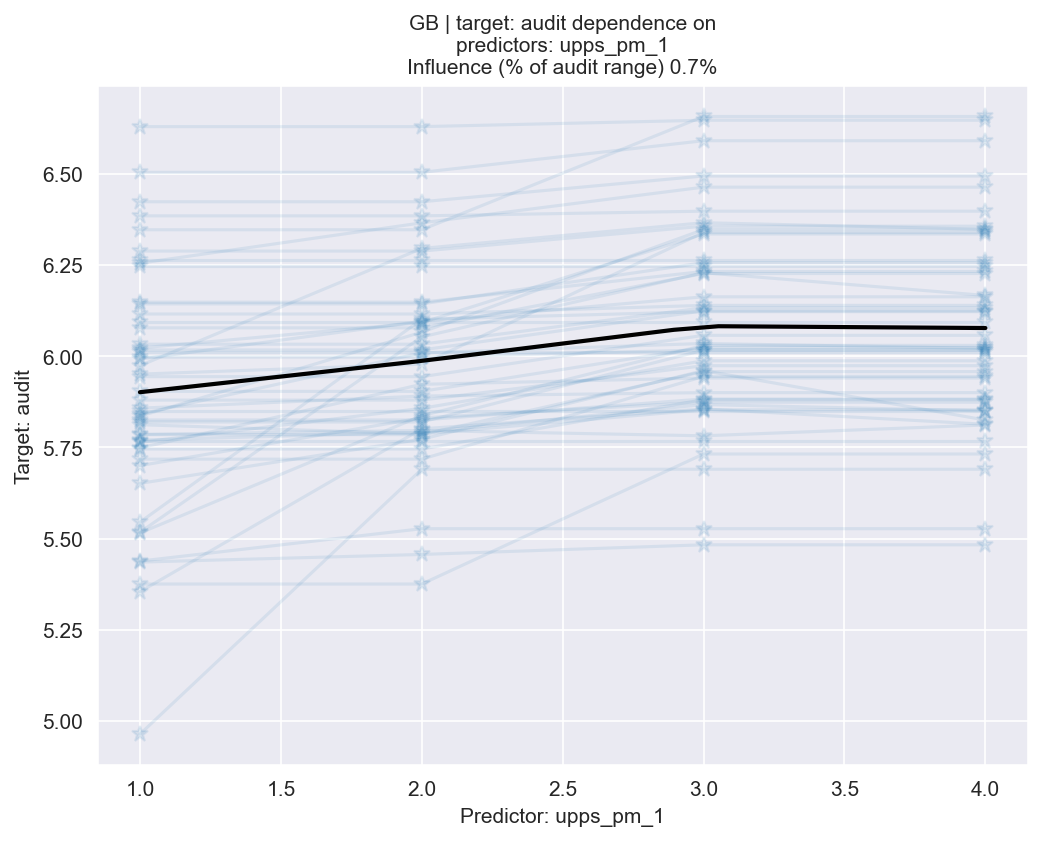 GB | target: audit dependence on
predictors: upps_pm_1
Influence (% of audit range) 0.7%
Target: audit
6.50
6.25
6.00
5.75
5.50
5.25
5.00
1.0 1.5 2.0 2.5 3.0 3.5 4.0
Predictor: upps_pm_1